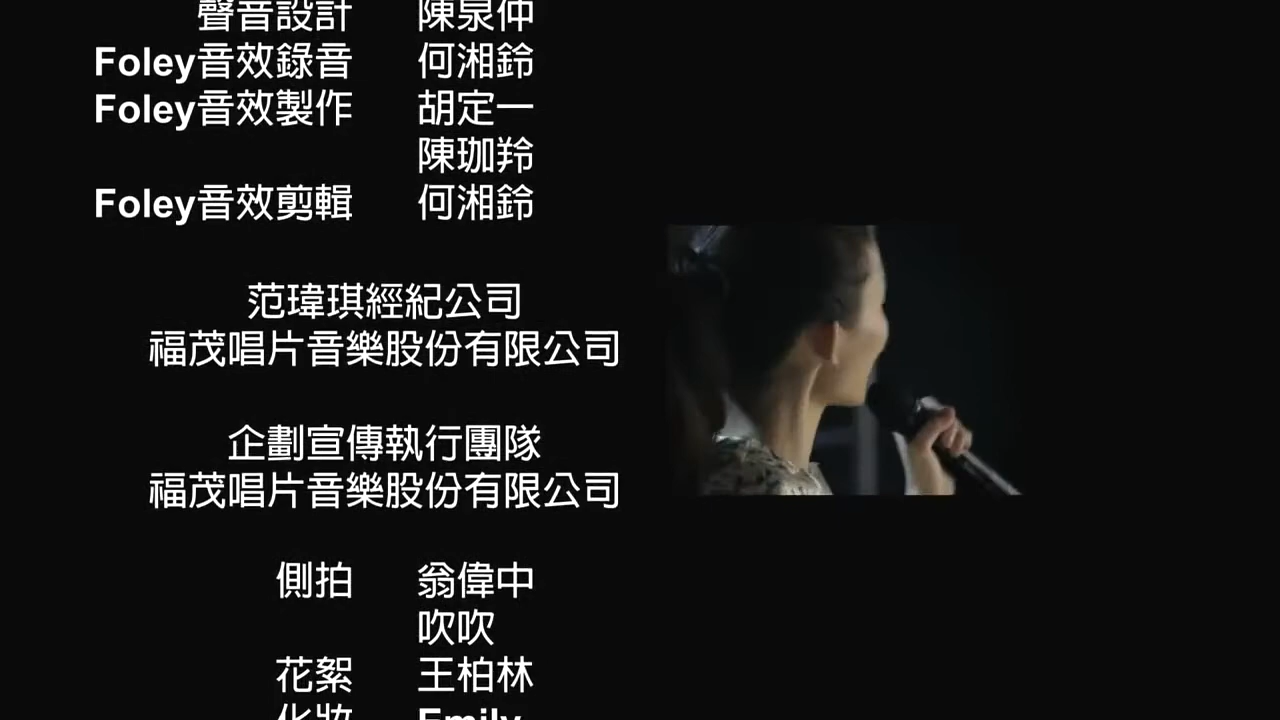 聲音設計 陳泉仲
Foley音效錄音 何湘鈴
Foley音效製作 胡定一
陳珈羚
Foley音效剪輯 何湘鈴
范瑋琪經紀公司
福茂唱片音樂股份有限公司
企劃宣傳執行團隊
福茂唱片音樂股份有限公司
側拍 翁偉中
吹吹
花絮 王柏林
化妝 Emily